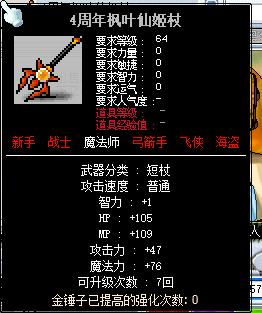 4周年枫叶仙姬杖
要求等级: 64
要求力量: 0
要求敏捷: 0
要求智力: 0
要求运气: 0
要求人气度: -
道具等级: -
道具经验值: -
新手 战士 魔法师 弓箭手 飞侠 海盗
武器分类: 短杖
攻击速度: 普通
智力: +1
HP: +105
MP: +109
攻击力: +47
魔法力: +76
可升级次数: 7回
金锤子已提高的强化次数: 0